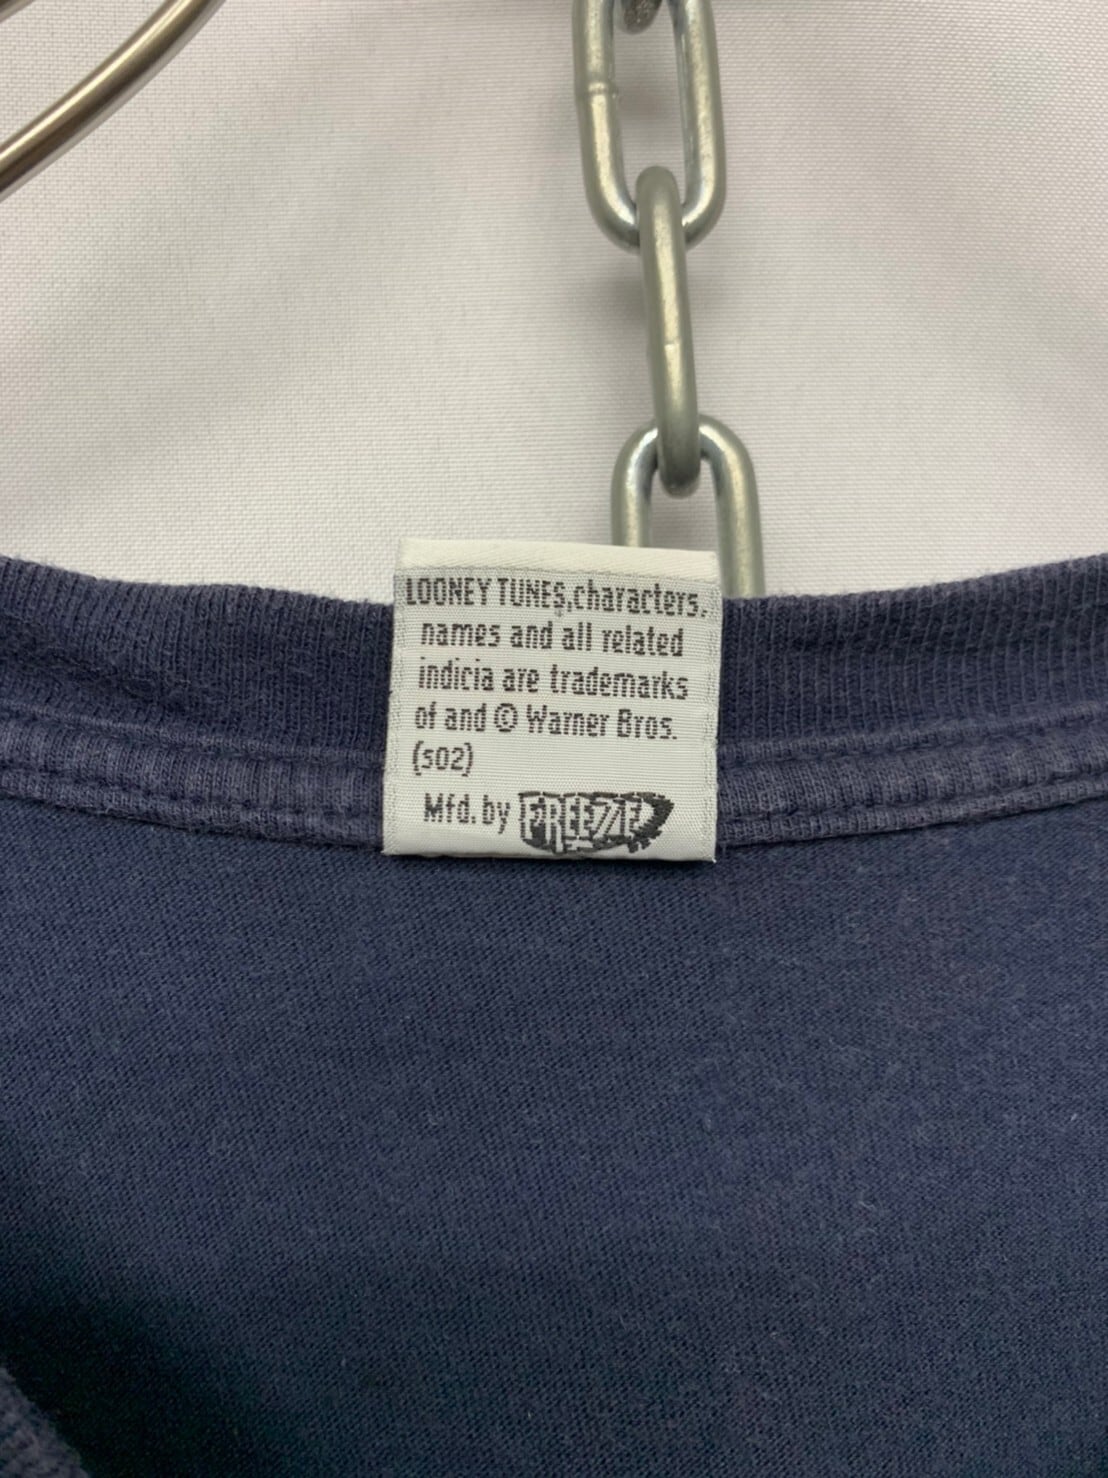 LOONEY TUNES,characters,
names and all related
indicia are trademarks
of and © Warner Bros.
(s02)
Mfd. by FREEZE